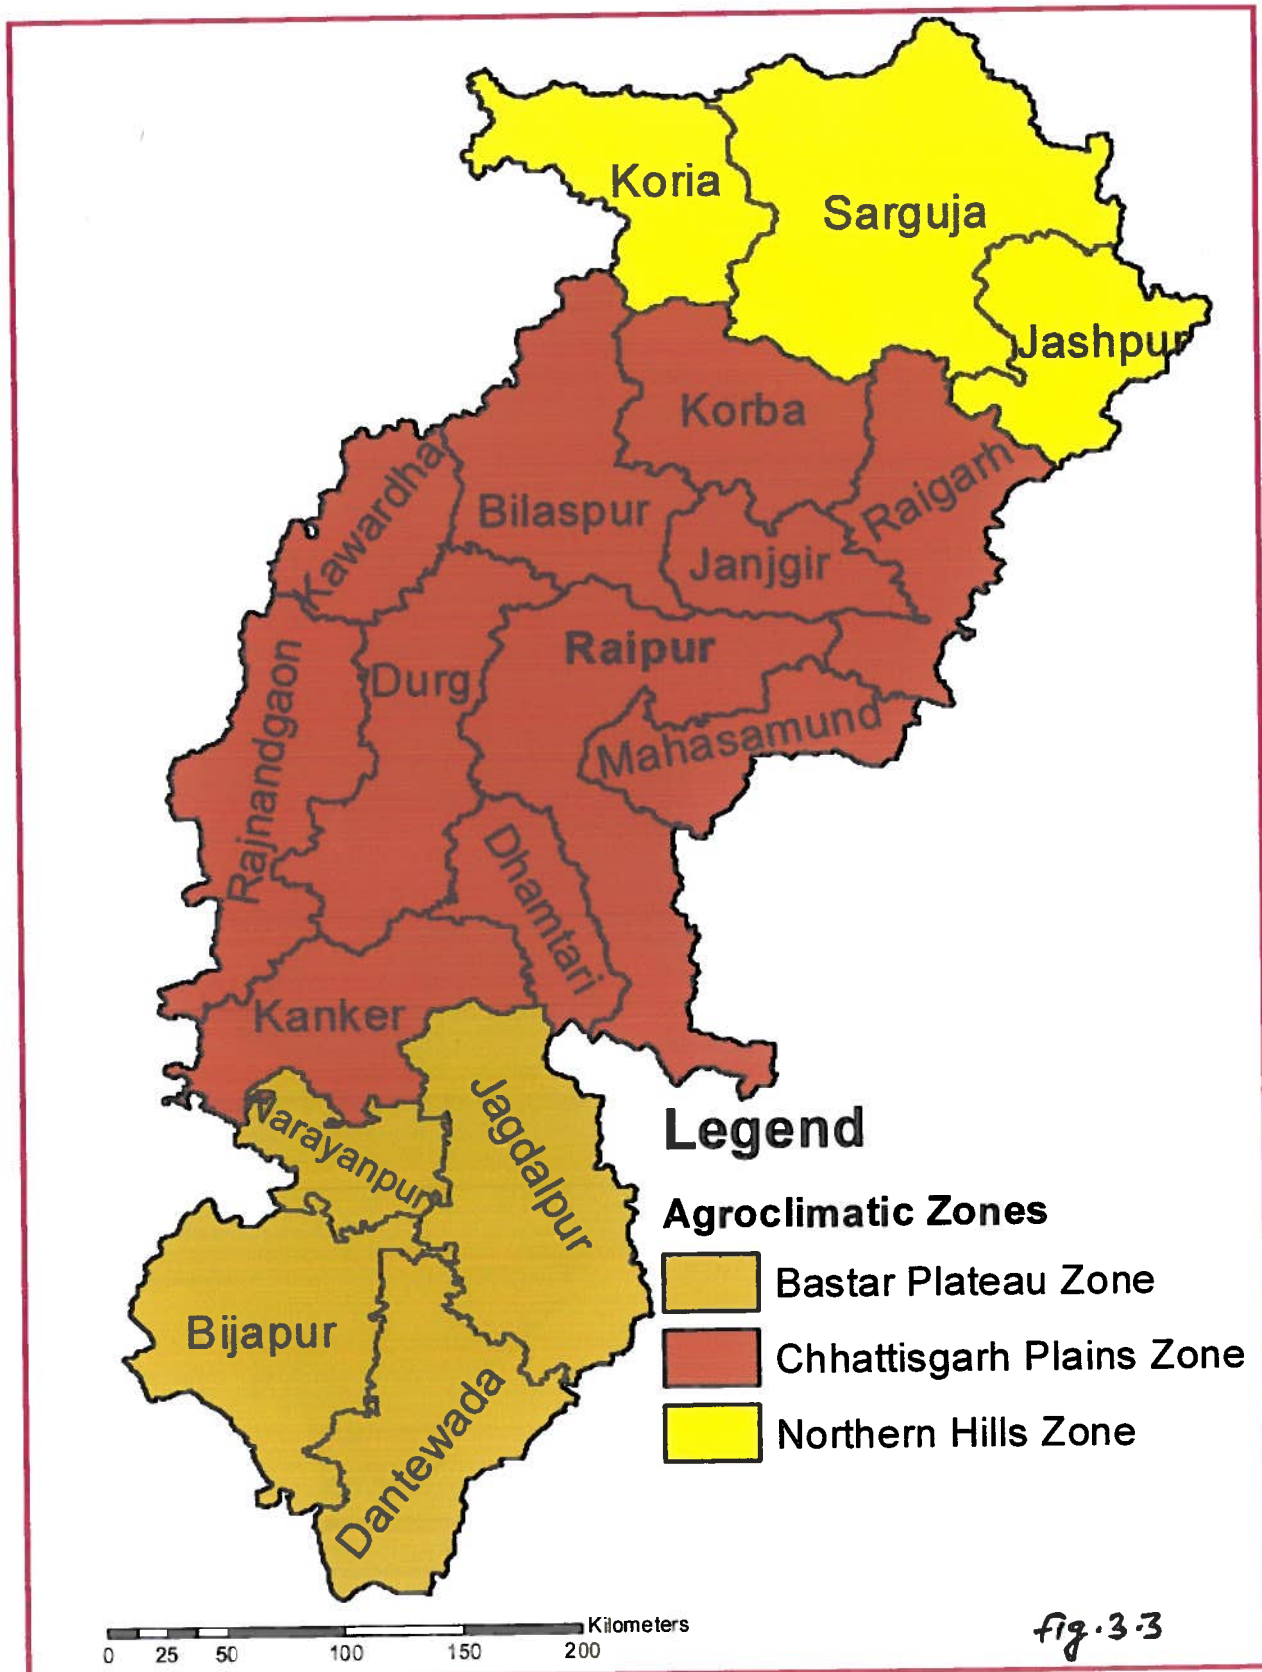 Koria
Sarguja
Jashpur
Korba
Raigarh
Kawardha
Bilaspur
Janjgir
Raipur
Durg
Rajnandgaon
Mahasamund
Dhamtari
Kanker
Jagdalpur
Narayanpur
Bijapur
Dantewada
Legend
Agroclimatic Zones
Bastar Plateau Zone
Chhattisgarh Plains Zone
Northern Hills Zone
Kilometers
0 25 50 100 150 200
fig.3.3